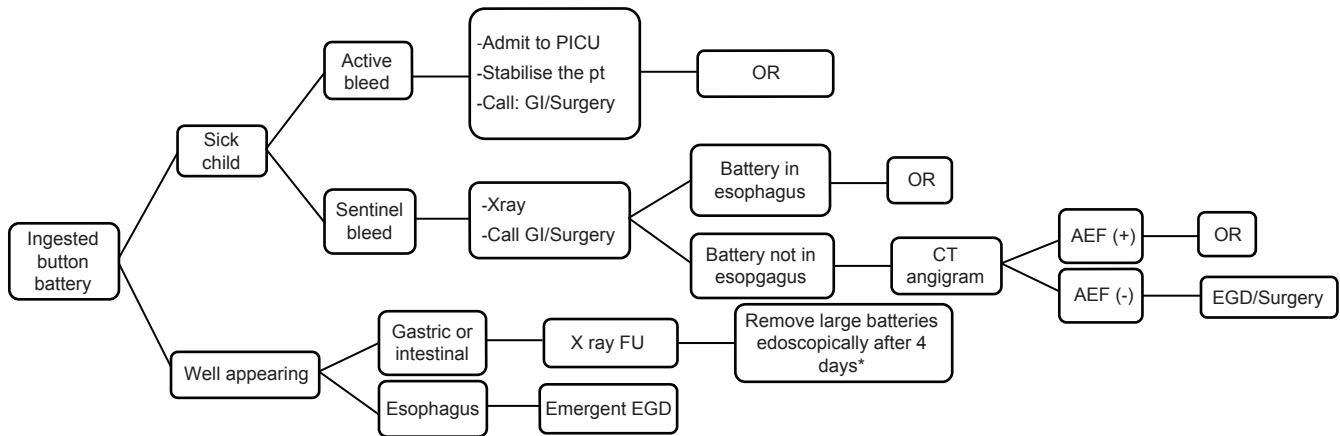 Ingested
button
battery
Sick
child
Active
bleed
-Admit to PICU
-Stabilise the pt
-Call: GI/Surgery
OR
Sentinel
bleed
-Xray
-Call GI/Surgery
Battery in
esophagus
OR
Battery not in
esopgagus
CT
angigram
AEF (+)
OR
AEF (-)
EGD/Surgery
Well appearing
Gastric or
intestinal
X ray FU
Remove large batteries
edoscopically after 4
days*
Esophagus
Emergent EGD